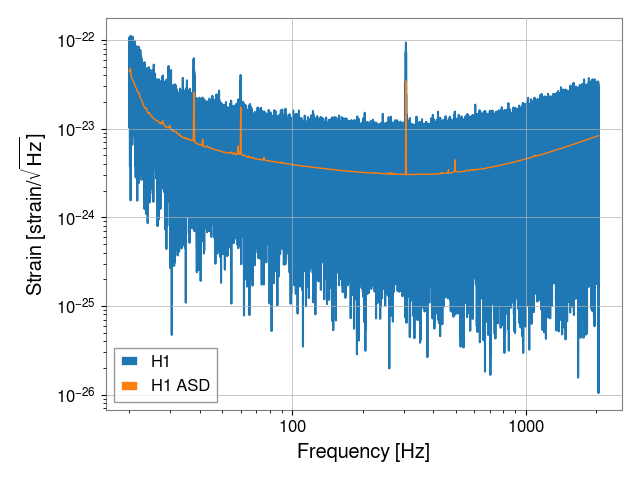 10⁻²²
10⁻²³
10⁻²⁴
10⁻²⁵
10⁻²⁶
Strain [strain/√Hz]
H1
H1 ASD
100
1000
Frequency [Hz]